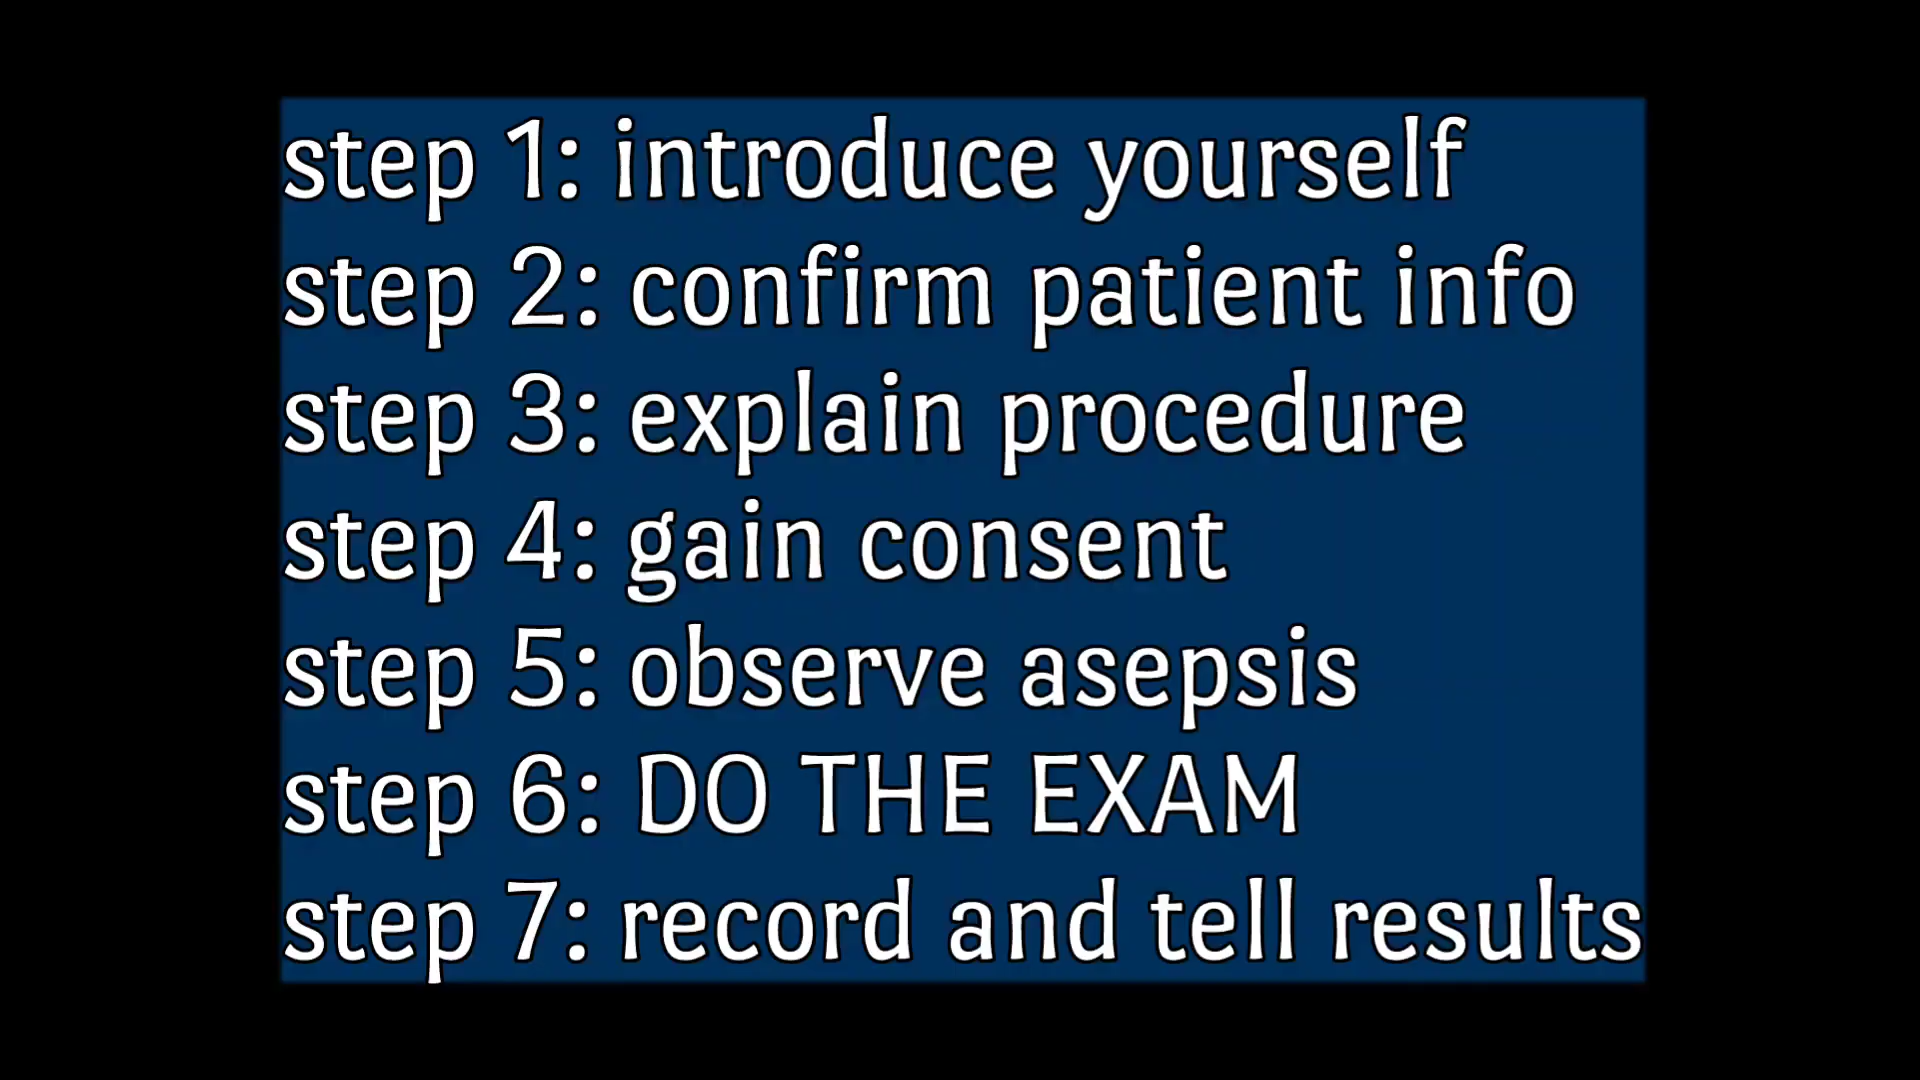 step 1: introduce yourself
step 2: confirm patient info
step 3: explain procedure
step 4: gain consent
step 5: observe asepsis
step 6: DO THE EXAM
step 7: record and tell results